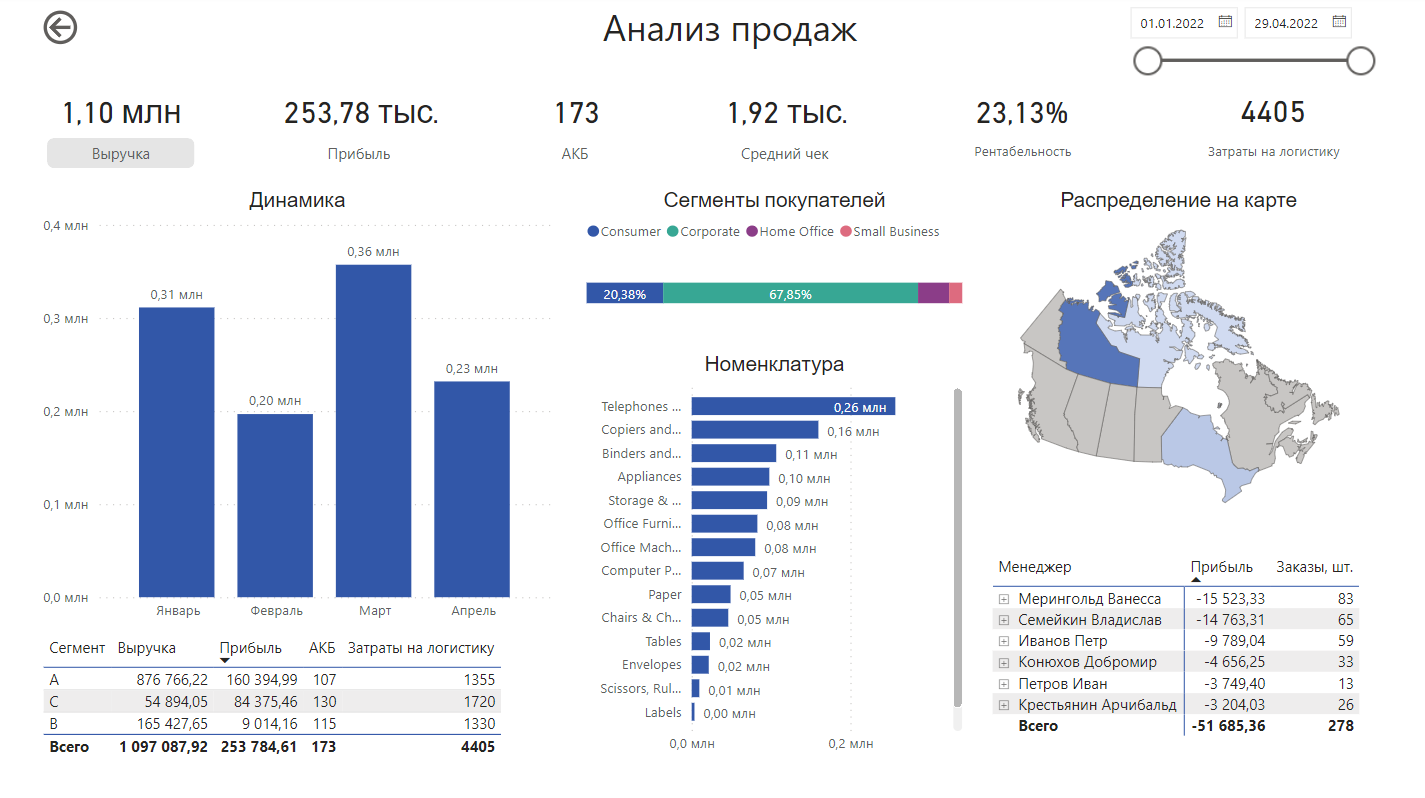 Анализ продаж
01.01.2022 29.04.2022
1,10 млн 253,78 тыс. 173 1,92 тыс. 23,13% 4405
Выручка Прибыль АКБ Средний чек Рентабельность Затраты на логистику
Динамика
0,4 млн
0,3 млн
0,2 млн
0,1 млн
0,0 млн
0,31 млн
0,20 млн
0,36 млн
0,23 млн
Январь Февраль Март Апрель
Сегмент Выручка Прибыль АКБ Затраты на логистику
A 876 766,22 160 394,99 107 1355
C 54 894,05 84 375,46 130 1720
B 165 427,65 9 014,16 115 1330
Всего 1 097 087,92 253 784,61 173 4405
Сегменты покупателей
Consumer Corporate Home Office Small Business
20,38% 67,85%
Номенклатура
Telephones ... 0,26 млн
Copiers and... 0,16 млн
Binders and... 0,11 млн
Appliances 0,10 млн
Storage & ... 0,09 млн
Office Furni... 0,08 млн
Office Mach... 0,08 млн
Computer P... 0,07 млн
Paper 0,05 млн
Chairs & Ch... 0,05 млн
Tables 0,02 млн
Envelopes 0,02 млн
Scissors, Rul... 0,01 млн
Labels 0,00 млн
0,0 млн 0,2 млн
Распределение на карте
Менеджер Прибыль Заказы, шт.
Мерингольд Ванесса -15 523,33 83
Семейкин Владислав -14 763,31 65
Иванов Петр -9 789,04 59
Конюхов Добромир -4 656,25 33
Петров Иван -3 749,40 13
Крестьянин Арчибальд -3 204,03 26
Всего -51 685,36 278